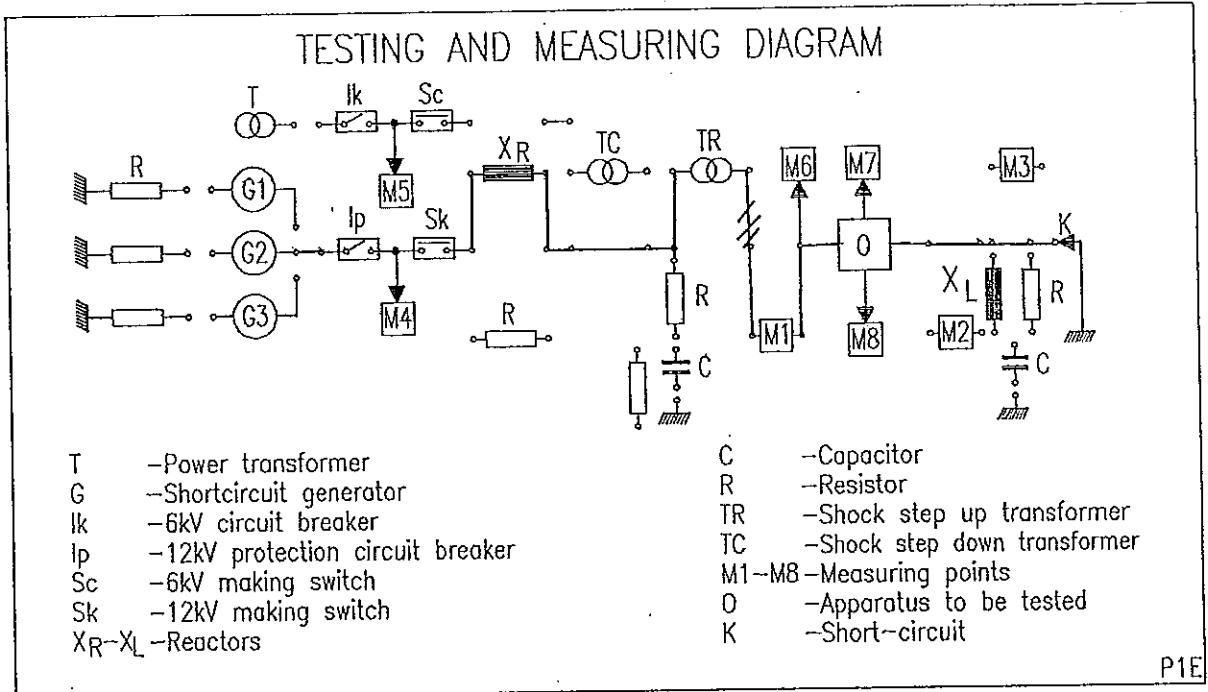 TESTING AND MEASURING DIAGRAM
T Ik Sc
R XR TC TR M6 M7 M3
G1 M5
Ip Sk K
G2 O
M4 R XL R
G3 R M1 M8 M2
C C
T -Power transformer
G -Shortcircuit generator
Ik -6kV circuit breaker
Ip -12kV protection circuit breaker
Sc -6kV making switch
Sk -12kV making switch
XR-XL -Reactors
C -Capacitor
R -Resistor
TR -Shock step up transformer
TC -Shock step down transformer
M1-M8 -Measuring points
O -Apparatus to be tested
K -Short-circuit
P1E